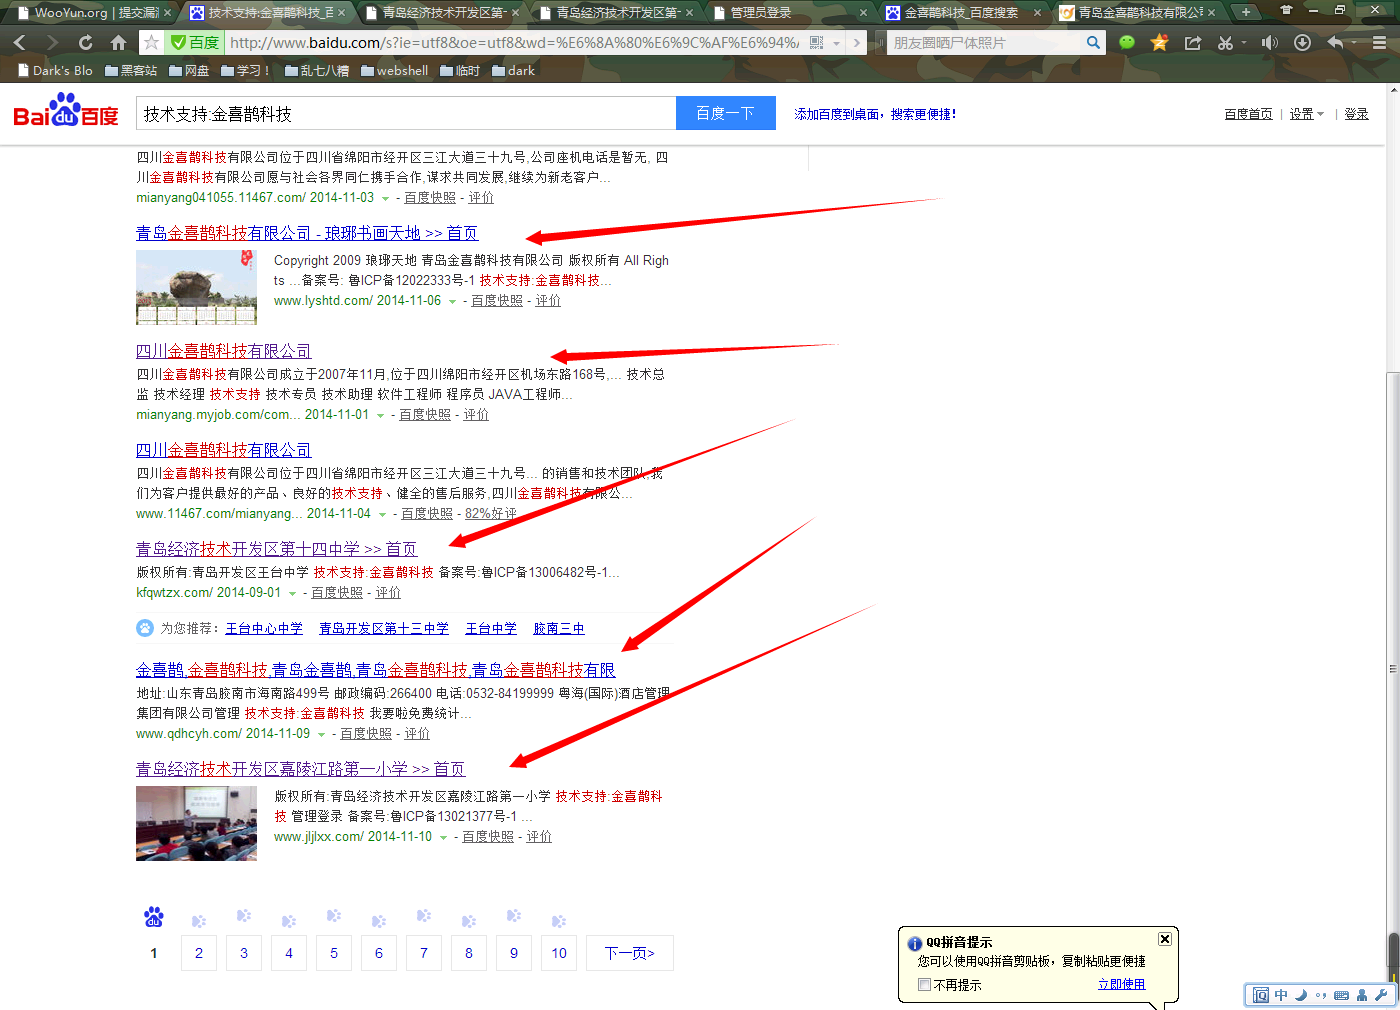 WooYun.org | 提交漏洞
技术支持:金喜鹊科技_百
青岛经济技术开发区第一
青岛经济技术开发区第一
管理员登录
金喜鹊科技_百度搜索
青岛金喜鹊科技有限公司
百度
http://www.baidu.com/s?ie=utf8&oe=utf8&wd=%E6%8A%80%E6%9C%AF%E6%94%
朋友圈晒尸体照片
Dark's Blo
黑客站
网盘
学习！
乱七八糟
webshell
临时
dark
Bai du 百度
技术支持:金喜鹊科技
百度一下
添加百度到桌面，搜索更便捷!
百度首页 | 设置 | 登录
四川金喜鹊科技有限公司位于四川省绵阳市经开区三江大道三十九号,公司座机电话是暂无, 四
川金喜鹊科技有限公司愿与社会各界同仁携手合作,谋求共同发展,继续为新老客户...
mianyang041055.11467.com/ 2014-11-03 - 百度快照 - 评价
青岛金喜鹊科技有限公司 - 琅琊书画天地 >> 首页
Copyright 2009 琅琊天地 青岛金喜鹊科技有限公司 版权所有 All Righ
ts ...备案号: 鲁ICP备12022333号-1 技术支持:金喜鹊科技...
www.lyshtd.com/ 2014-11-06 - 百度快照 - 评价
四川金喜鹊科技有限公司
四川金喜鹊科技有限公司成立于2007年11月,位于四川绵阳市经开区机场东路168号,... 技术总
监 技术经理 技术支持 技术专员 技术助理 软件工程师 程序员 JAVA工程师...
mianyang.myjob.com/com... 2014-11-01 - 百度快照 - 评价
四川金喜鹊科技有限公司
四川金喜鹊科技有限公司位于四川省绵阳市经开区三江大道三十九号... 的销售和技术团队,我
们为客户提供最好的产品、良好的技术支持、健全的售后服务,四川金喜鹊科技有限公...
www.11467.com/mianyang... 2014-11-04 - 百度快照 - 82%好评
青岛经济技术开发区第十四中学 >> 首页
版权所有:青岛开发区王台中学 技术支持:金喜鹊科技 备案号:鲁ICP备13006482号-1...
kfqwtzx.com/ 2014-09-01 - 百度快照 - 评价
为您推荐： 王台中心中学 青岛开发区第十三中学 王台中学 胶南三中
金喜鹊,金喜鹊科技,青岛金喜鹊,青岛金喜鹊科技,青岛金喜鹊科技有限
地址:山东青岛胶南市海南路499号 邮政编码:266400 电话:0532-84199999 粤海(国际)酒店管理
集团有限公司管理 技术支持:金喜鹊科技 我要啦免费统计...
www.qdhcyh.com/ 2014-11-09 - 百度快照 - 评价
青岛经济技术开发区嘉陵江路第一小学 >> 首页
版权所有:青岛经济技术开发区嘉陵江路第一小学 技术支持:金喜鹊科
技 管理登录 备案号:鲁ICP备13021377号-1 ...
www.jljlxx.com/ 2014-11-10 - 百度快照 - 评价
du
1 2 3 4 5 6 7 8 9 10 下一页>
QQ拼音提示
您可以使用QQ拼音剪贴板，复制粘贴更便捷
不再提示
立即使用
中